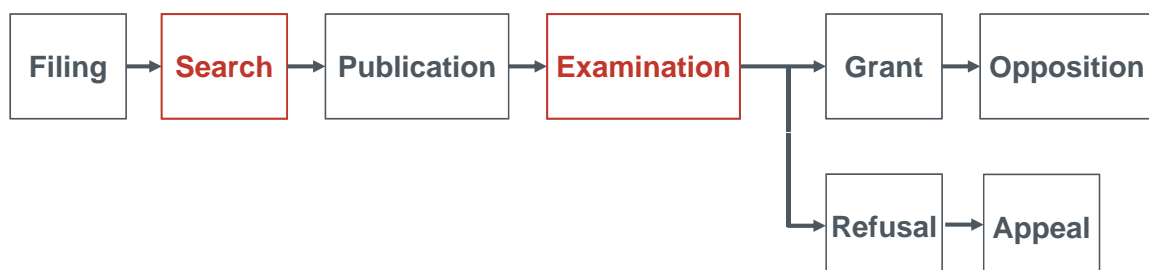 Filing
Search
Publication
Examination
Grant
Opposition
Refusal
Appeal